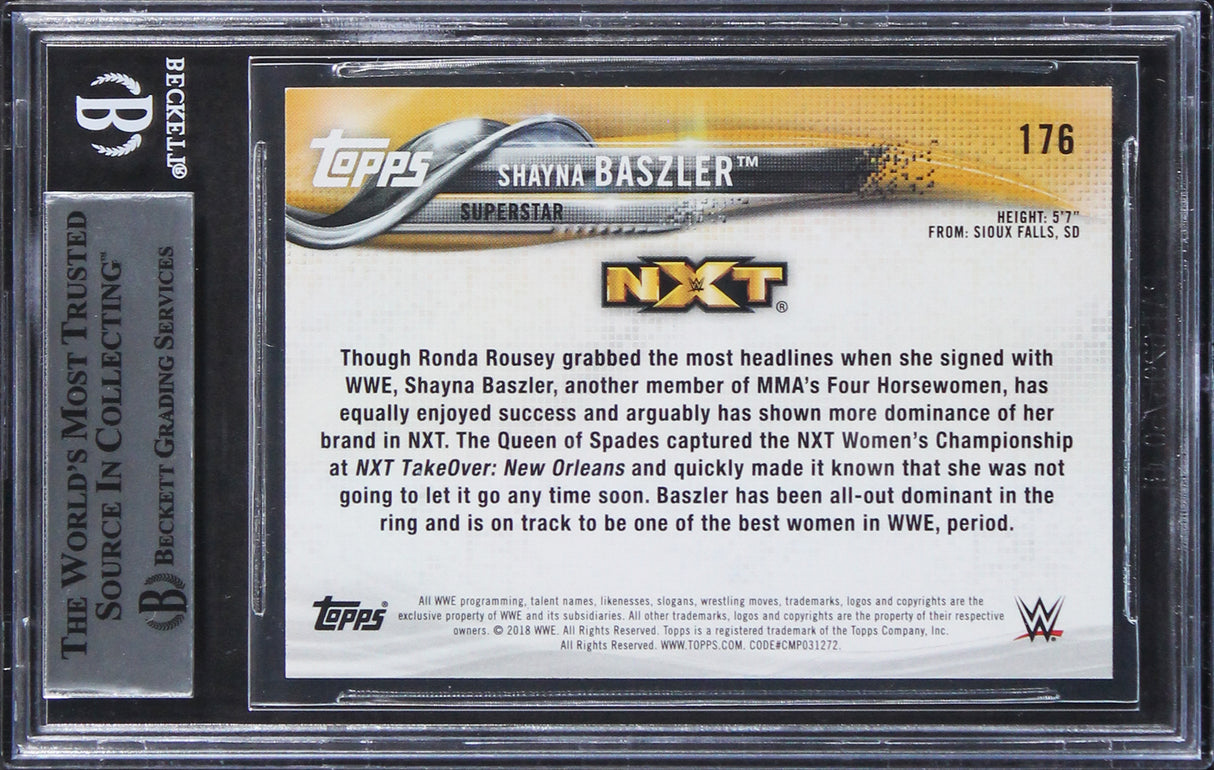 BECKETT®
B
THE WORLD'S MOST TRUSTED
SOURCE IN COLLECTING™
B BECKETT GRADING SERVICES
topps
SHAYNA BASZLER™
176
SUPERSTAR
HEIGHT: 5'7"
FROM: SIOUX FALLS, SD
NXT®
Though Ronda Rousey grabbed the most headlines when she signed with
WWE, Shayna Baszler, another member of MMA's Four Horsewomen, has
equally enjoyed success and arguably has shown more dominance of her
brand in NXT. The Queen of Spades captured the NXT Women's Championship
at NXT TakeOver: New Orleans and quickly made it known that she was not
going to let it go any time soon. Baszler has been all-out dominant in the
ring and is on track to be one of the best women in WWE, period.
topps®
All WWE programming, talent names, likenesses, slogans, wrestling moves, trademarks, logos and copyrights are the
exclusive property of WWE and its subsidiaries. All other trademarks, logos and copyrights are the property of their respective
owners. © 2018 WWE. All Rights Reserved. Topps is a registered trademark of the Topps Company, Inc.
All Rights Reserved. WWW.TOPPS.COM. CODE#CMP031272.
W